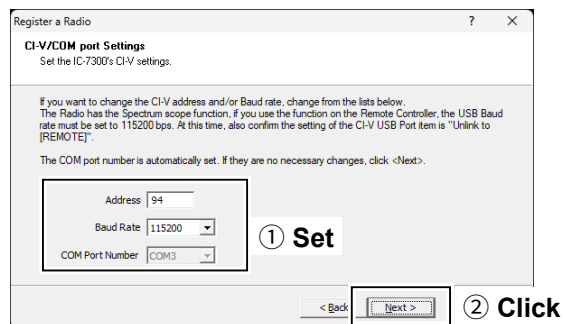 Register a Radio ? ×
CI-V/COM port Settings
Set the IC-7300's CI-V settings.
If you want to change the CI-V address and/or Baud rate, change from the lists below.
The Radio has the Spectrum scope function, if you use the function on the Remote Controller, the USB Baud
rate must be set to 115200 bps. At this time, also confirm the setting of the CI-V USB Port item is "Unlink to
[REMOTE]".
The COM port number is automatically set. If they are no necessary changes, click <Next>.
Address 94
Baud Rate 115200
COM Port Number COM3
① Set
< Back Next >
② Click